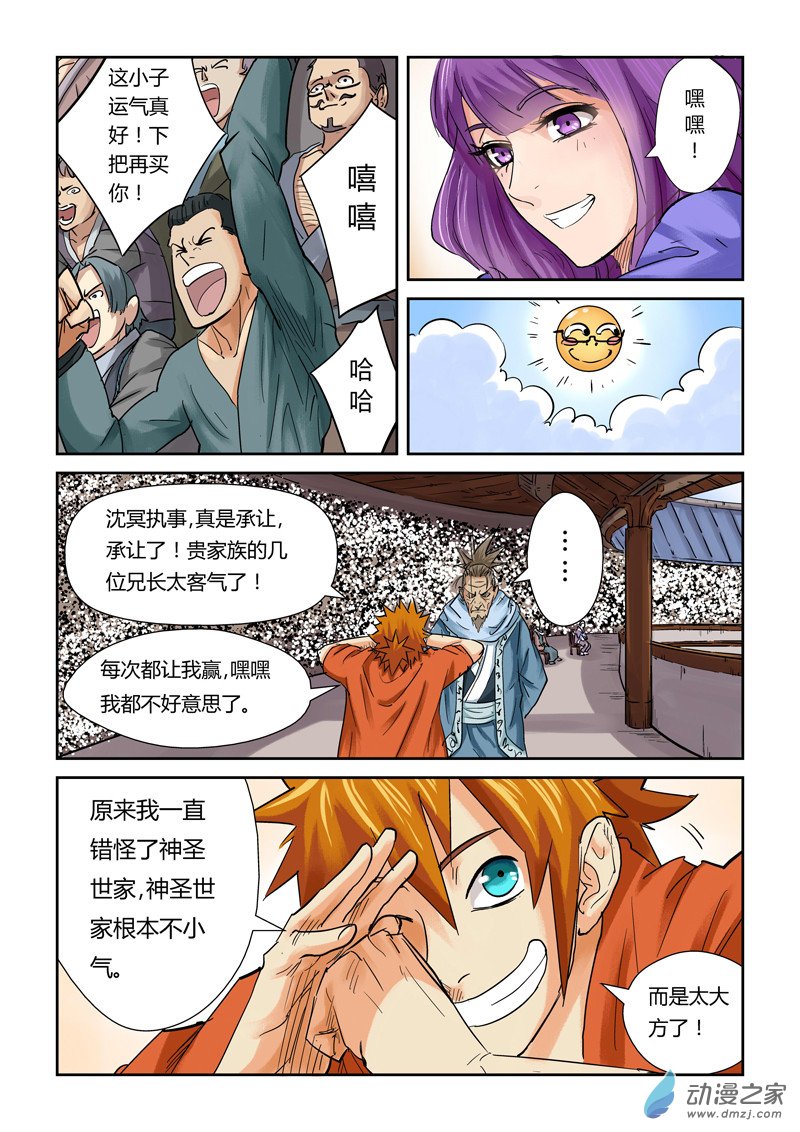 这小子
运气真
好！下
把再买
你！
嘻
嘻
哈
哈
嘿
嘿
！
沈冥执事，真是承让，
承让了！贵家族的几
位兄长太客气了！
……
每次都让我赢，嘿嘿
我都不好意思了。
原来我一直
错怪了神圣
世家，神圣世
家根本不小
气。
而是太大
方了！
动漫之家
www.dmzj.com